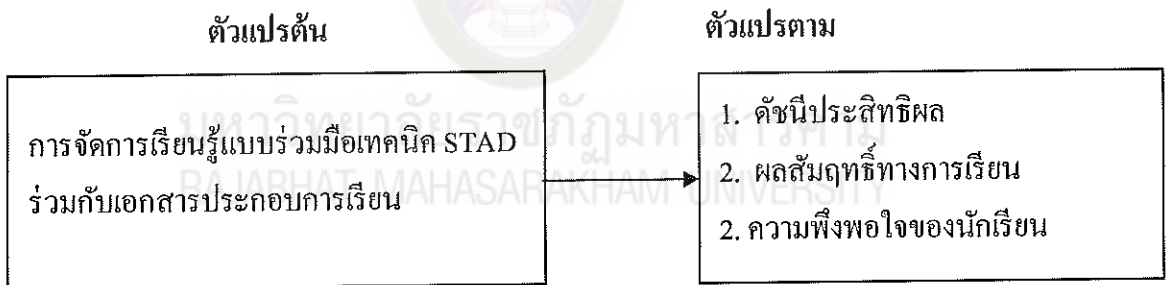 ตัวแปรต้น
ตัวแปรตาม
มหาวิทยาลัยราชภัฏมหาสารคาม
RAJABHAT MAHASARAKHAM UNIVERSITY
การจัดการเรียนรู้แบบร่วมมือเทคนิค STAD
ร่วมกับเอกสารประกอบการเรียน
1. ดัชนีประสิทธิผล
2. ผลสัมฤทธิ์ทางการเรียน
2. ความพึงพอใจของนักเรียน